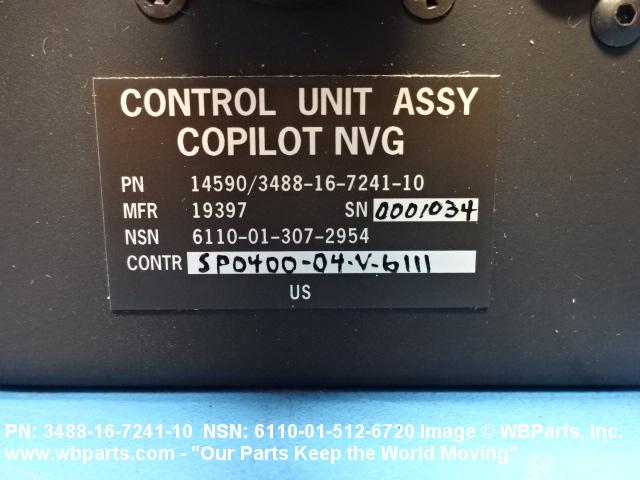 CONTROL UNIT ASSY
COPILOT NVG
PN 14590/3488-16-7241-10
MFR 19397 SN 0001034
NSN 6110-01-307-2954
CONTR SP0400-04-V-6111
US
PN: 3488-16-7241-10 NSN: 6110-01-512-6720 Image © WBParts, Inc.
www.wbparts.com - "Our Parts Keep the World Moving"